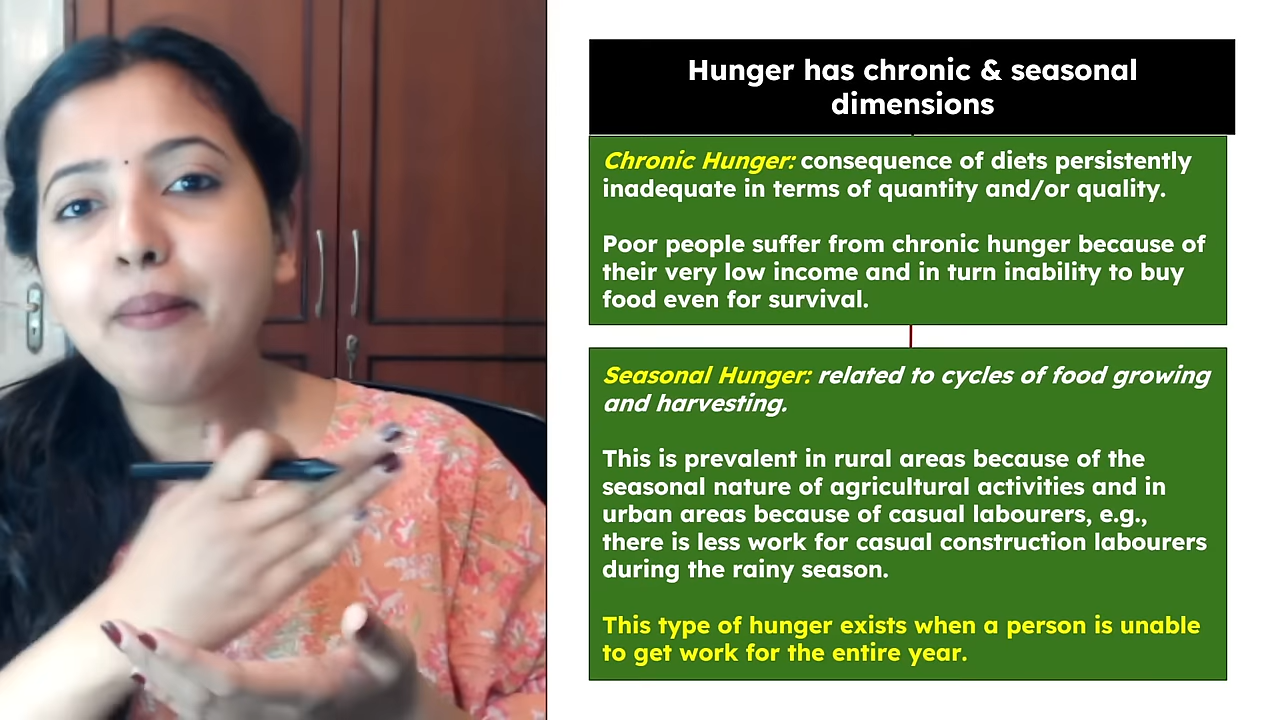 Hunger has chronic & seasonal
dimensions
Chronic Hunger: consequence of diets persistently
inadequate in terms of quantity and/or quality.
Poor people suffer from chronic hunger because of
their very low income and in turn inability to buy
food even for survival.
Seasonal Hunger: related to cycles of food growing
and harvesting.
This is prevalent in rural areas because of the
seasonal nature of agricultural activities and in
urban areas because of casual labourers, e.g.,
there is less work for casual construction labourers
during the rainy season.
This type of hunger exists when a person is unable
to get work for the entire year.